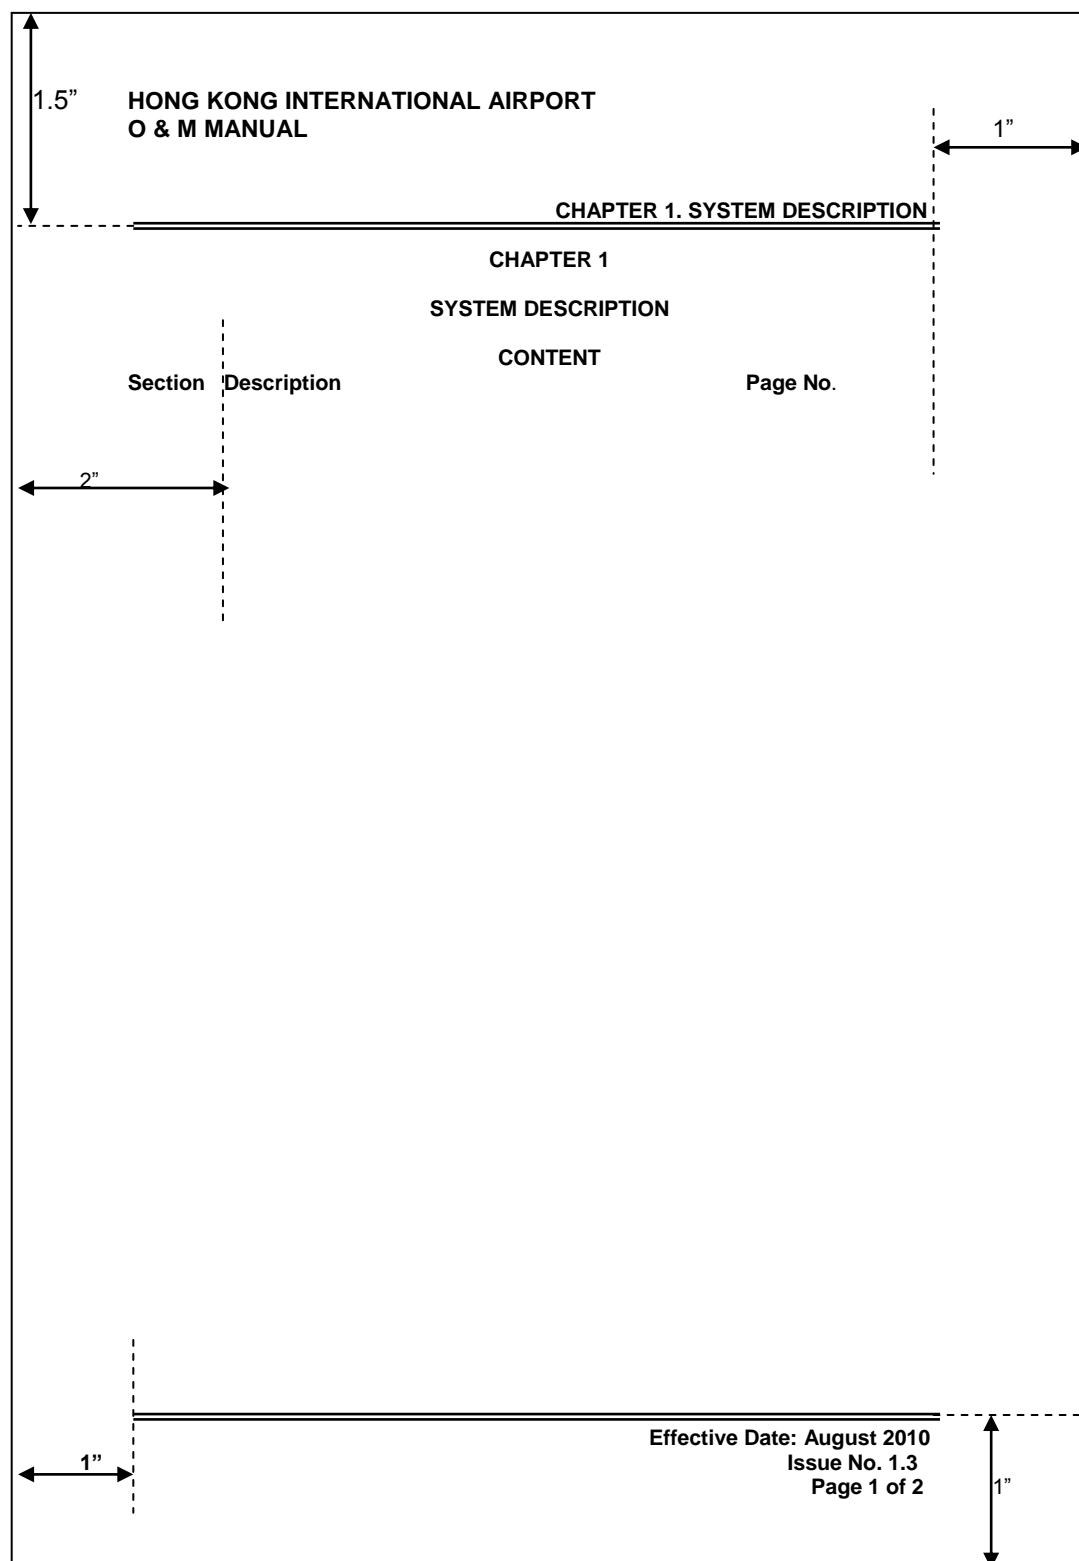 1.5”
HONG KONG INTERNATIONAL AIRPORT
O & M MANUAL
1”
CHAPTER 1. SYSTEM DESCRIPTION
CHAPTER 1
SYSTEM DESCRIPTION
CONTENT
Section Description Page No.
2”
Effective Date: August 2010
1”
Issue No. 1.3
Page 1 of 2
1”